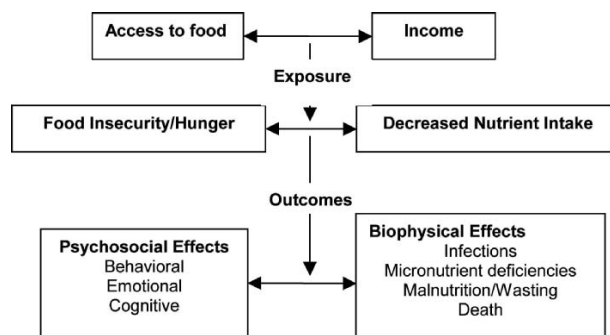 Access to food
Income
Exposure
Food Insecurity/Hunger
Decreased Nutrient Intake
Outcomes
Psychosocial Effects
Behavioral
Emotional
Cognitive
Biophysical Effects
Infections
Micronutrient deficiencies
Malnutrition/Wasting
Death